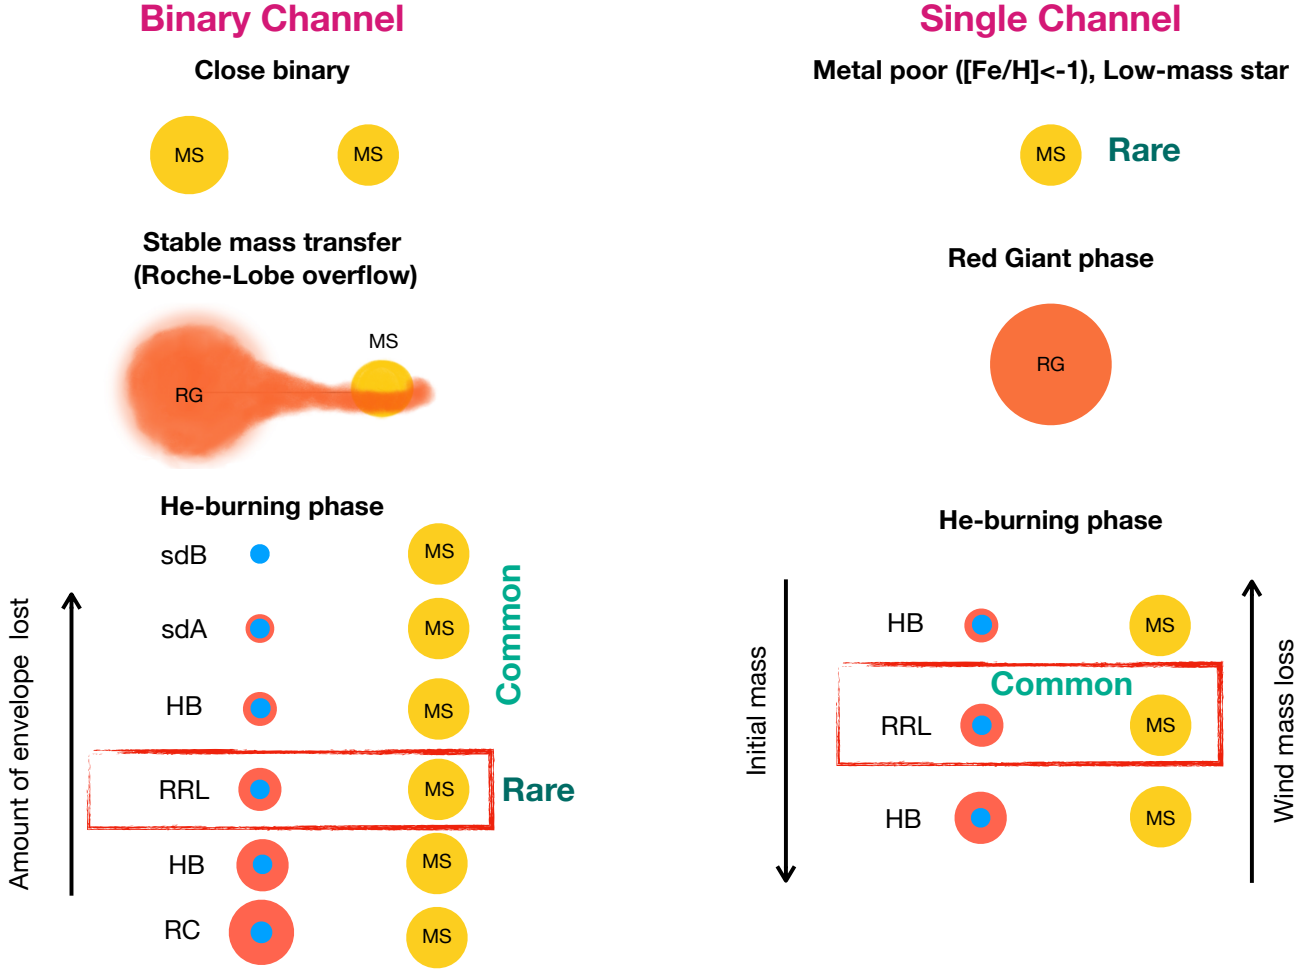 Binary Channel
Close binary
MS
MS
Stable mass transfer
(Roche-Lobe overflow)
MS
RG
He-burning phase
sdB
MS
sdA
MS
HB
MS
RRL
MS
HB
MS
RC
MS
Common
Rare
Amount of envelope lost
Single Channel
Metal poor ([Fe/H]<-1), Low-mass star
MS
Rare
Red Giant phase
RG
He-burning phase
HB
MS
Common
RRL
MS
HB
MS
Initial mass
Wind mass loss